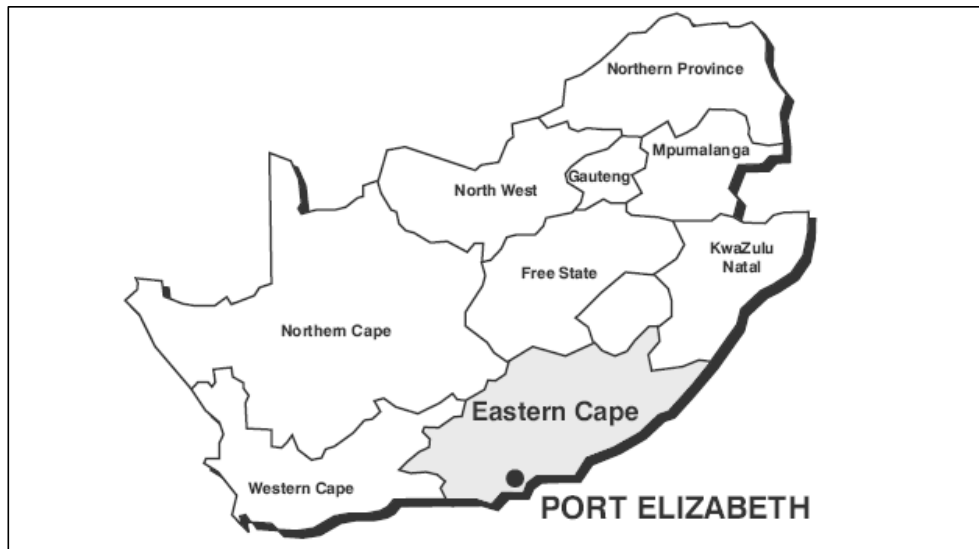 Northern Province
Mpumalanga
Gauteng
North West
KwaZulu
Natal
Free State
Northern Cape
Eastern Cape
Western Cape
PORT ELIZABETH